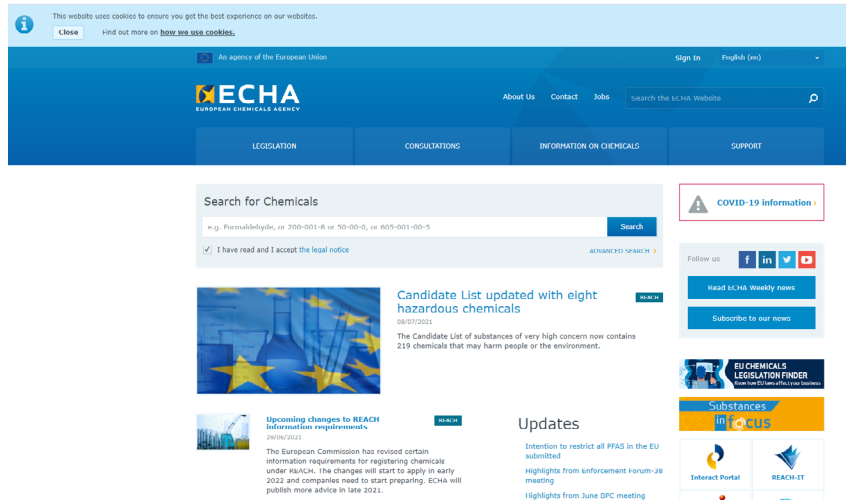 This website uses cookies to ensure you get the best experience on our websites.
Close Find out more on how we use cookies.
An agency of the European Union
Sign In English (en)
ECHA
EUROPEAN CHEMICALS AGENCY
About Us Contact Jobs Search the ECHA Website
LEGISLATION CONSULTATIONS INFORMATION ON CHEMICALS SUPPORT
Search for Chemicals
e.g. Formaldehyde, or 200-001-8 or 50-00-0, or 605-001-00-5 Search
I have read and I accept the legal notice ADVANCED SEARCH
COVID-19 information
Follow us
Read ECHA Weekly news
Subscribe to our news
Candidate List updated with eight
hazardous chemicals
REACH
08/07/2021
The Candidate List of substances of very high concern now contains
219 chemicals that may harm people or the environment.
EU CHEMICALS
LEGISLATION FINDER
Know how EU laws affect your business
Substances
in focus
Upcoming changes to REACH
information requirements
REACH
29/06/2021
The European Commission has revised certain
information requirements for registering chemicals
under REACH. The changes will start to apply in early
2022 and companies need to start preparing. ECHA will
publish more advice in late 2021.
Updates
Intention to restrict all PFAS in the EU
submitted
Highlights from Enforcement Forum-38
meeting
Highlights from June BPC meeting
Interact Portal REACH-IT